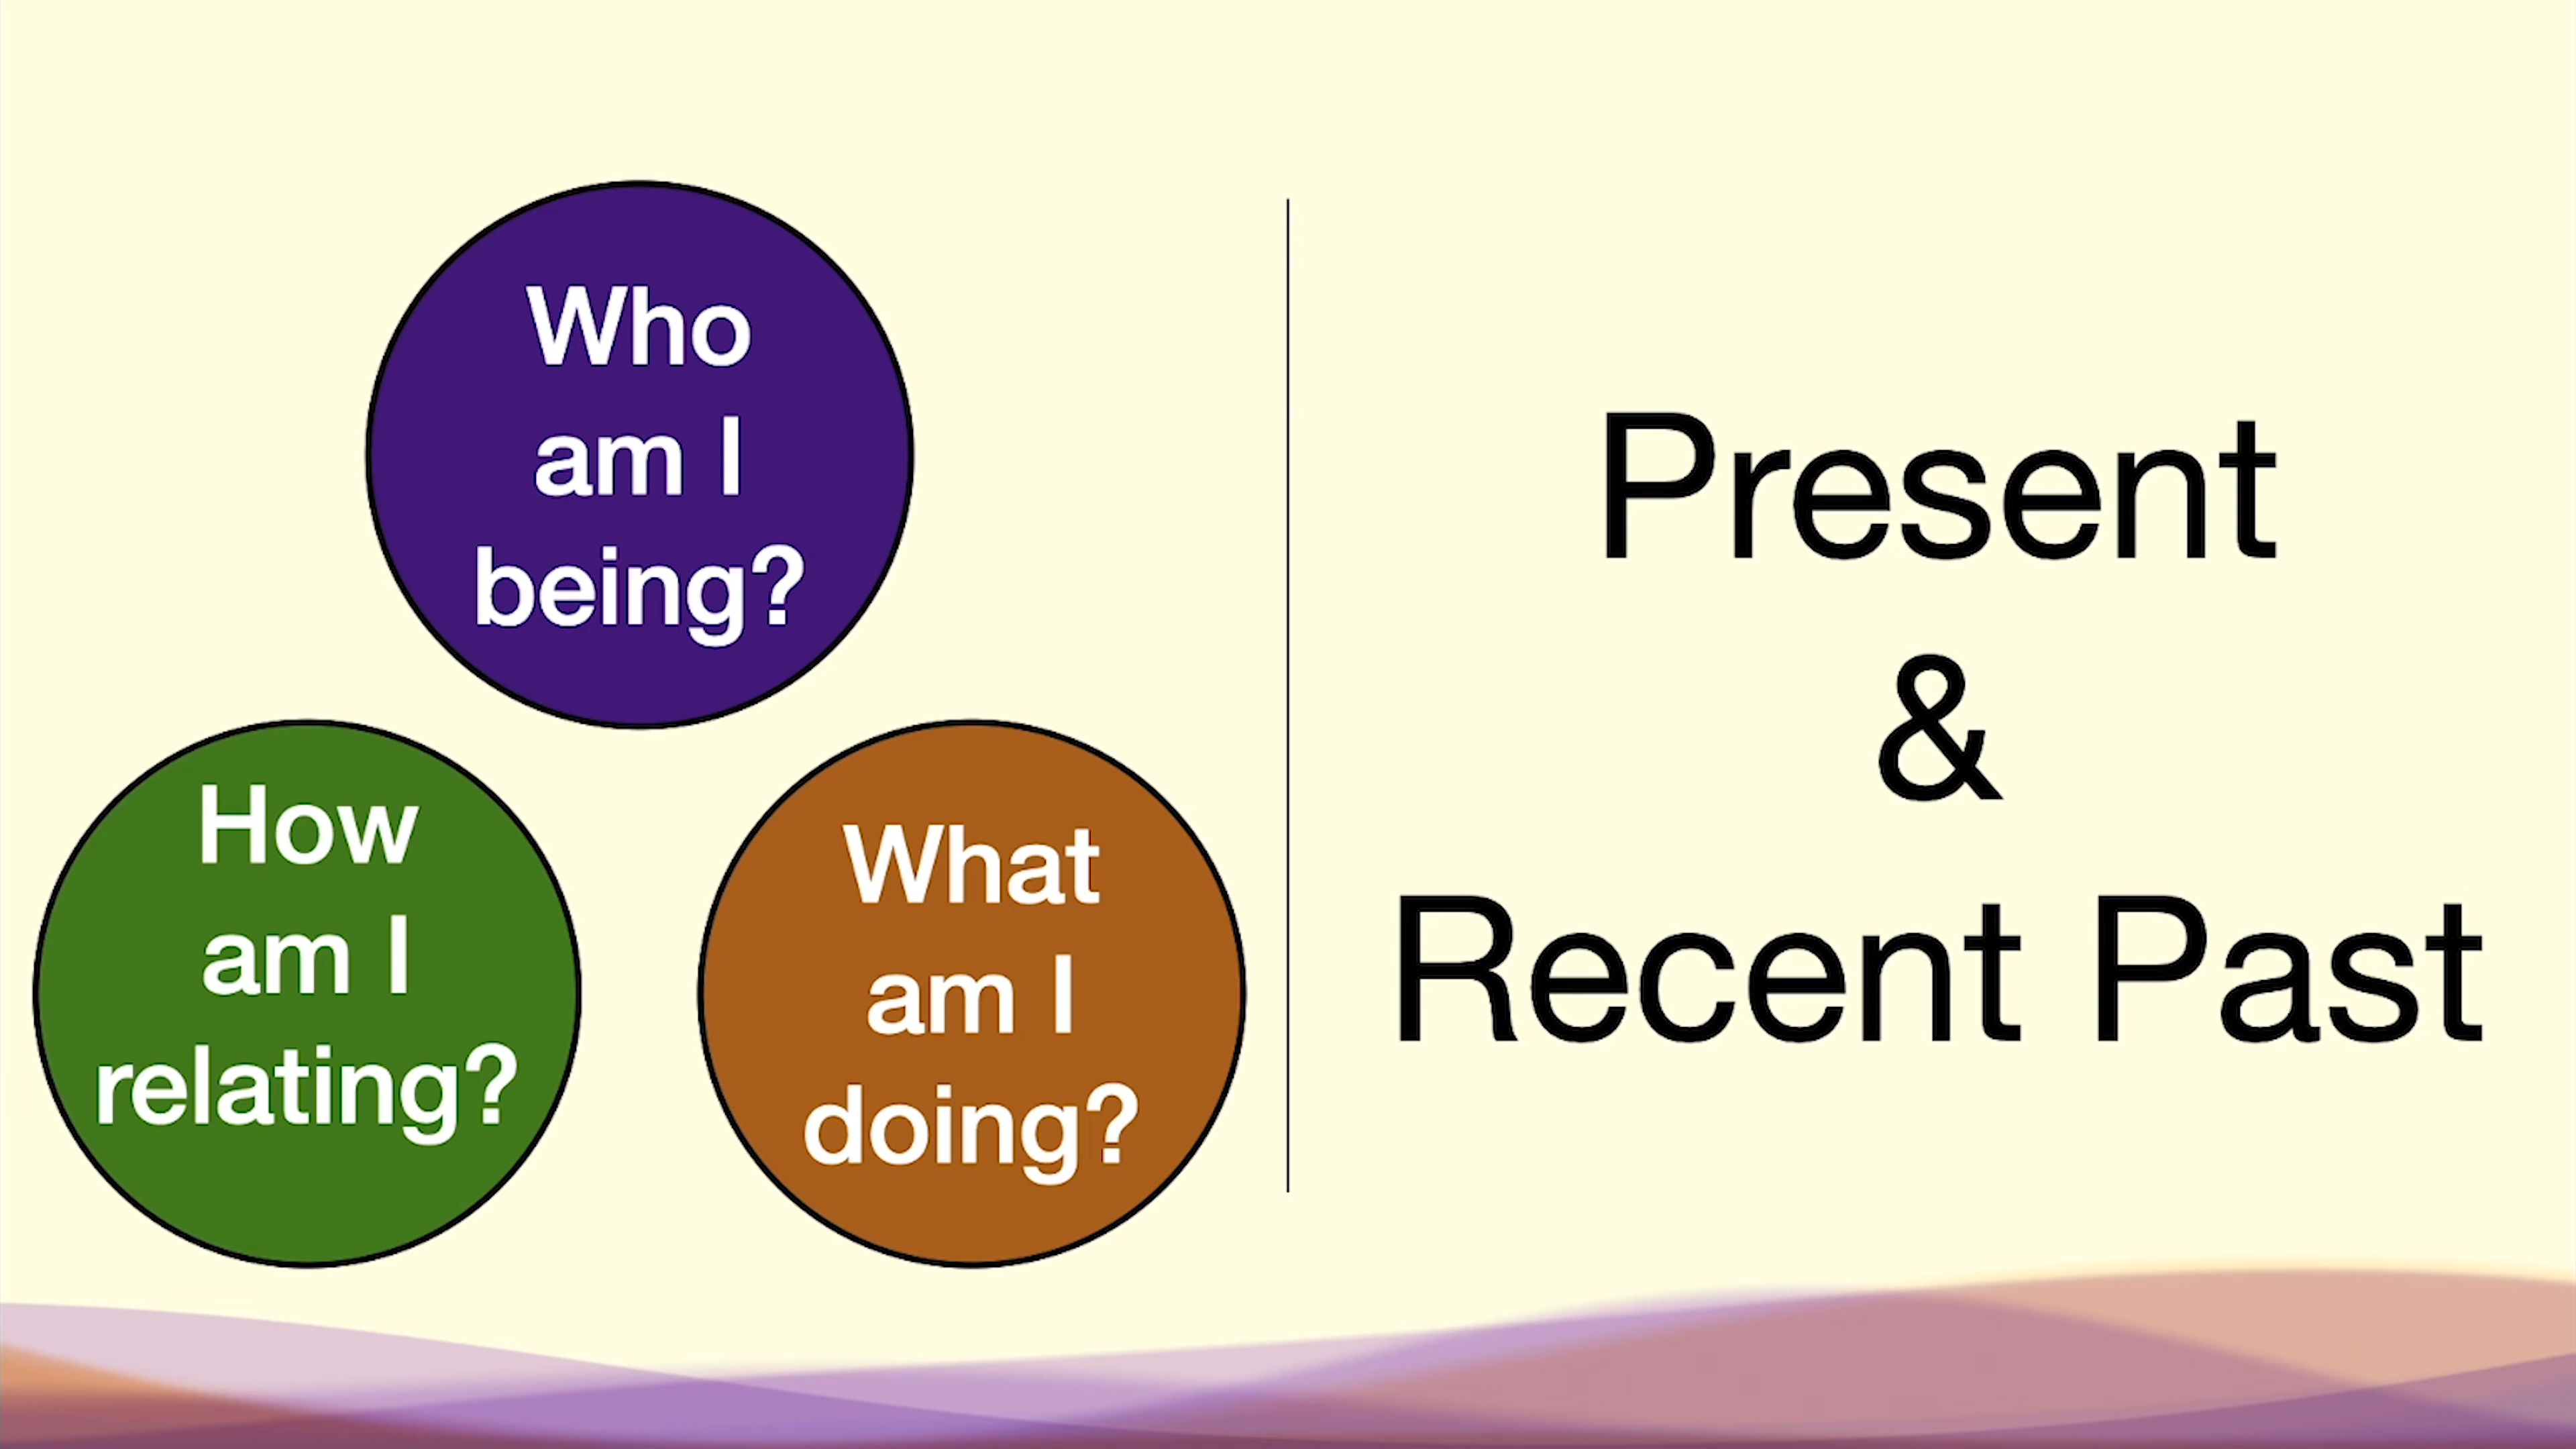 Who
am I
being?
How
am I
relating?
What
am I
doing?
Present
&
Recent Past